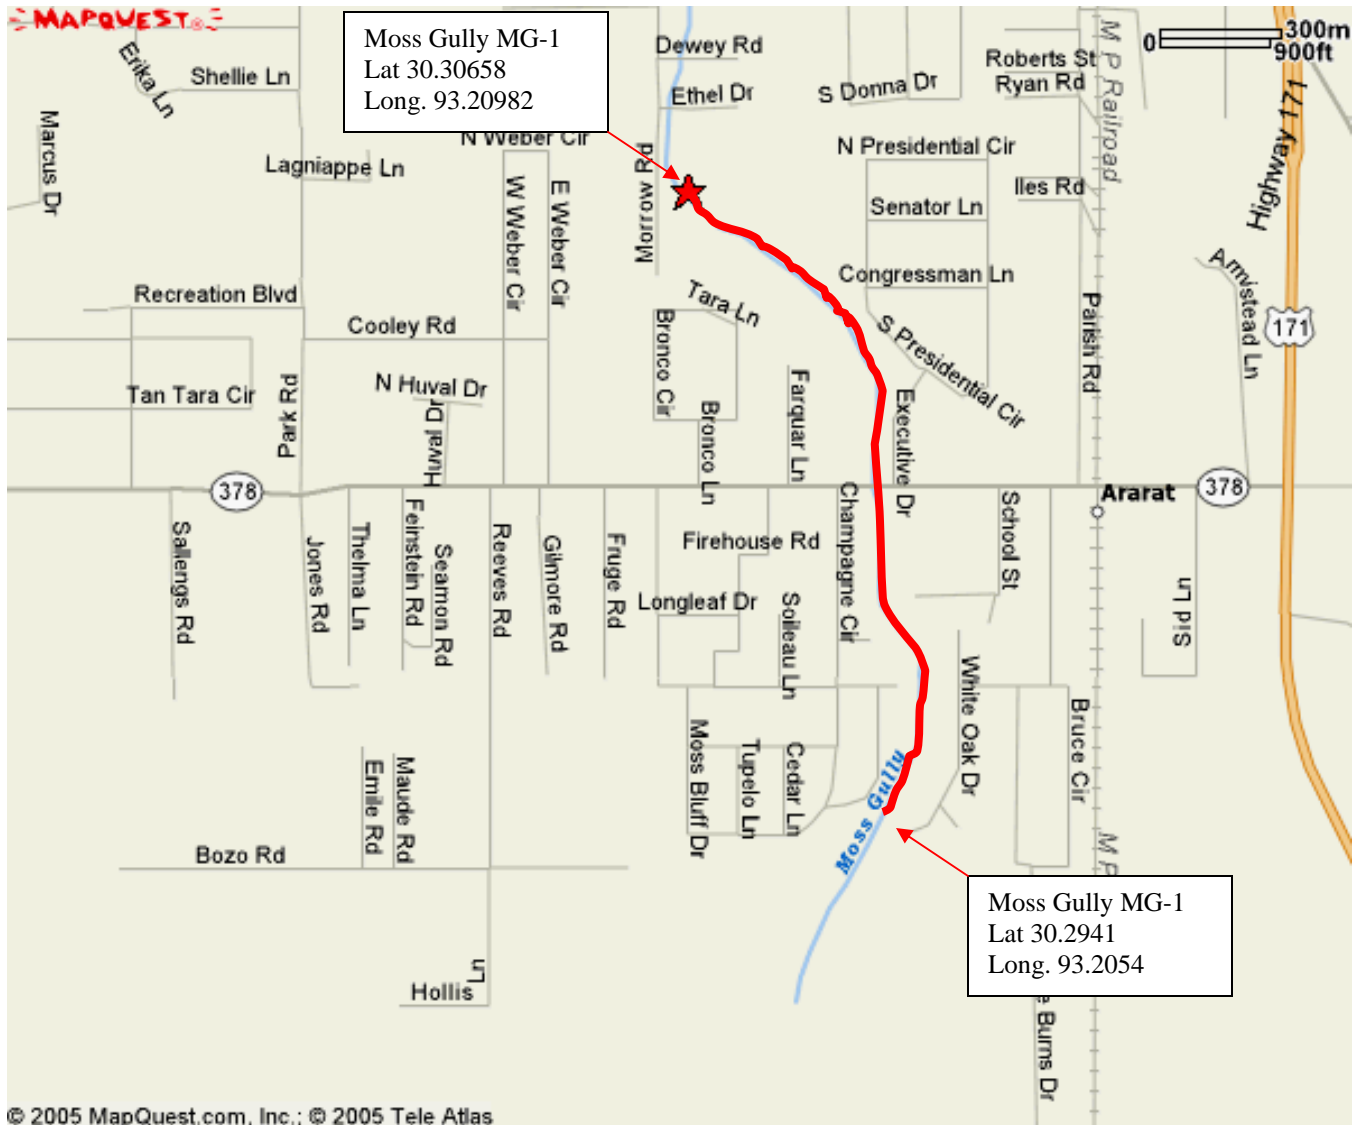 MAPQUEST®
Moss Gully MG-1
Lat 30.30658
Long. 93.20982
0
300m
900ft
Dewey Rd
Ethel Dr
S Donna Dr
Roberts St
Ryan Rd
M P Railroad
Highway 171
Erika Ln
Shellie Ln
Marcus Dr
Lagniappe Ln
N Weber Cir
W Weber Cir
E Weber Cir
Morrow Rd
N Presidential Cir
Iles Rd
Senator Ln
Congressman Ln
Armistead Ln
Recreation Blvd
Cooley Rd
Tara Ln
Bronco Cir
S Presidential Cir
Parish Rd
171
Tan Tara Cir
Park Rd
N Huval Dr
Huval Dr
Bronco Ln
Farquar Ln
Executive Dr
378
Ararat
378
Sallengs Rd
Jones Rd
Thelma Ln
Feinstein Rd
Seamon Rd
Reeves Rd
Gilmore Rd
Fruge Rd
Firehouse Rd
Champagne Cir
School St
Longleaf Dr
Soileau Ln
Sid Ln
White Oak Dr
Bruce Cir
Moss Bluff Dr
Tupelo Ln
Cedar Ln
Moss Gully
Emile Rd
Maude Rd
Bozo Rd
M P
Moss Gully MG-1
Lat 30.2941
Long. 93.2054
Hollis Ln
e Burns Dr
© 2005 MapQuest.com, Inc.; © 2005 Tele Atlas